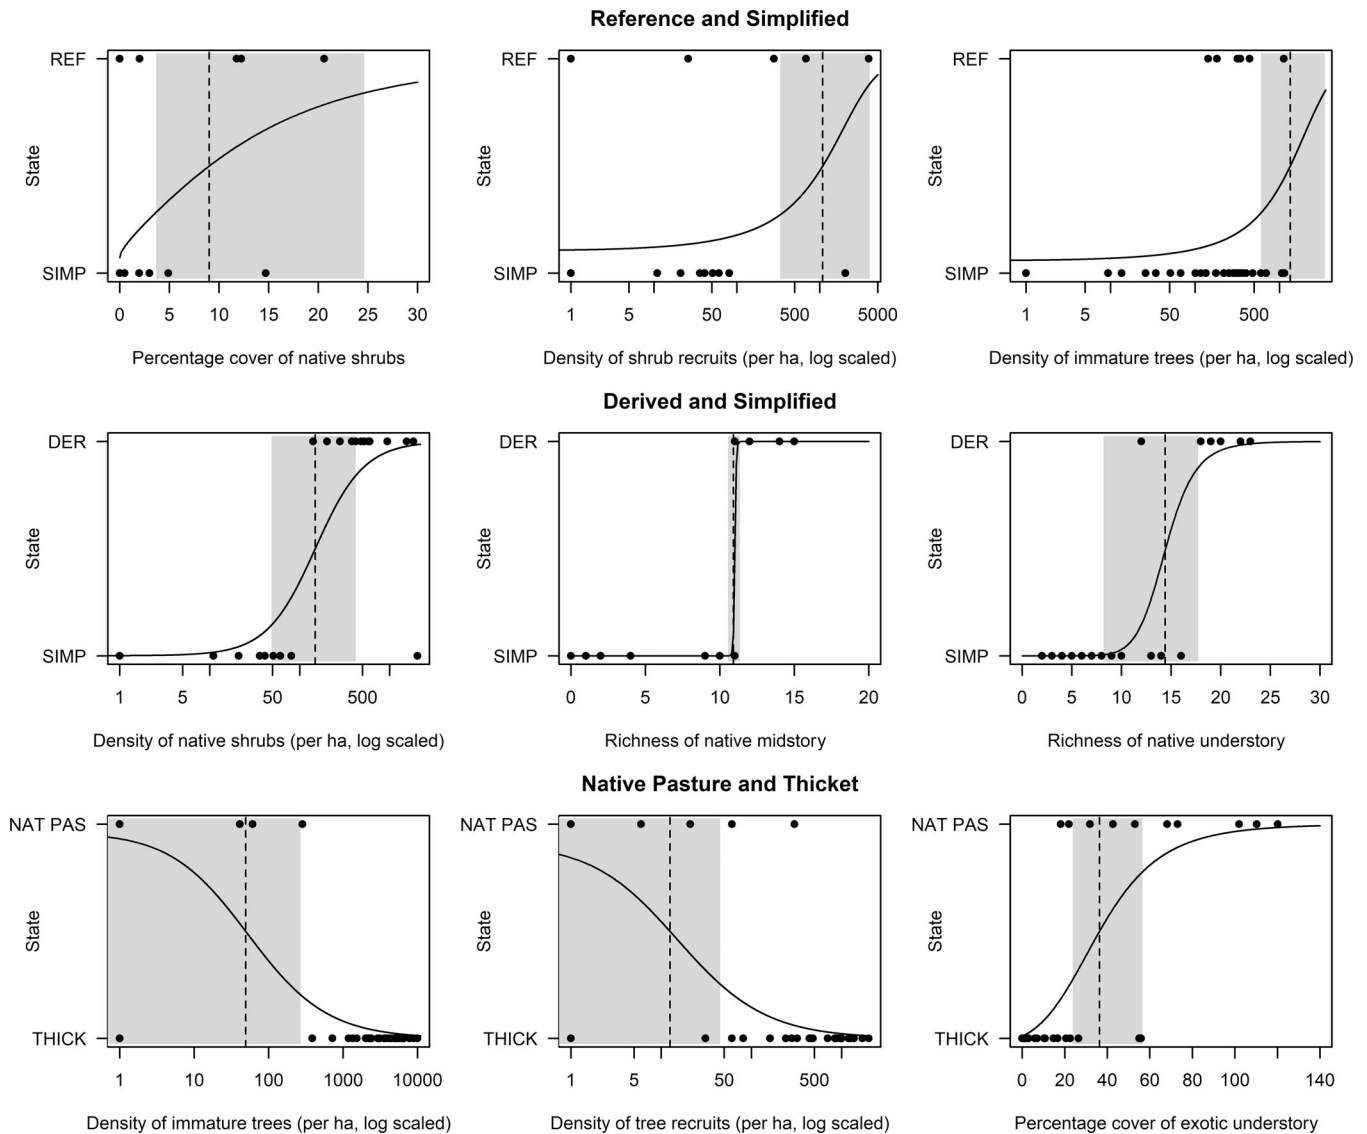 Reference and Simplified
REF
SIMP
State
0 5 10 15 20 25 30
Percentage cover of native shrubs
REF
SIMP
State
1 5 50 500 5000
Density of shrub recruits (per ha, log scaled)
REF
SIMP
State
1 5 50 500
Density of immature trees (per ha, log scaled)
Derived and Simplified
DER
SIMP
State
1 5 50 500
Density of native shrubs (per ha, log scaled)
DER
SIMP
State
0 5 10 15 20
Richness of native midstory
DER
SIMP
State
0 5 10 15 20 25 30
Richness of native understory
Native Pasture and Thicket
NAT PAS
THICK
State
1 10 100 1000 10000
Density of immature trees (per ha, log scaled)
NAT PAS
THICK
State
1 5 50 500
Density of tree recruits (per ha, log scaled)
NAT PAS
THICK
State
0 20 40 60 80 100 140
Percentage cover of exotic understory